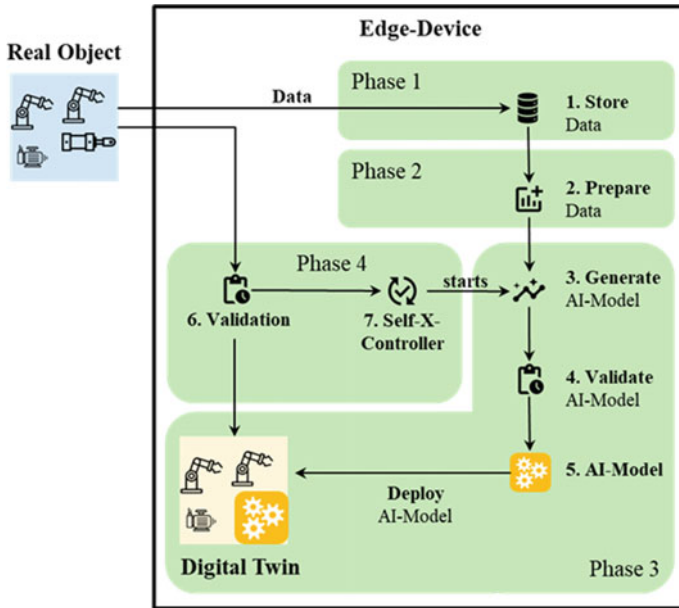 Edge-Device
Real Object
Phase 1
Data
1. Store
Data
Phase 2
2. Prepare
Data
Phase 4
starts
3. Generate
AI-Model
6. Validation
7. Self-X-
Controller
4. Validate
AI-Model
5. AI-Model
Deploy
AI-Model
Digital Twin
Phase 3